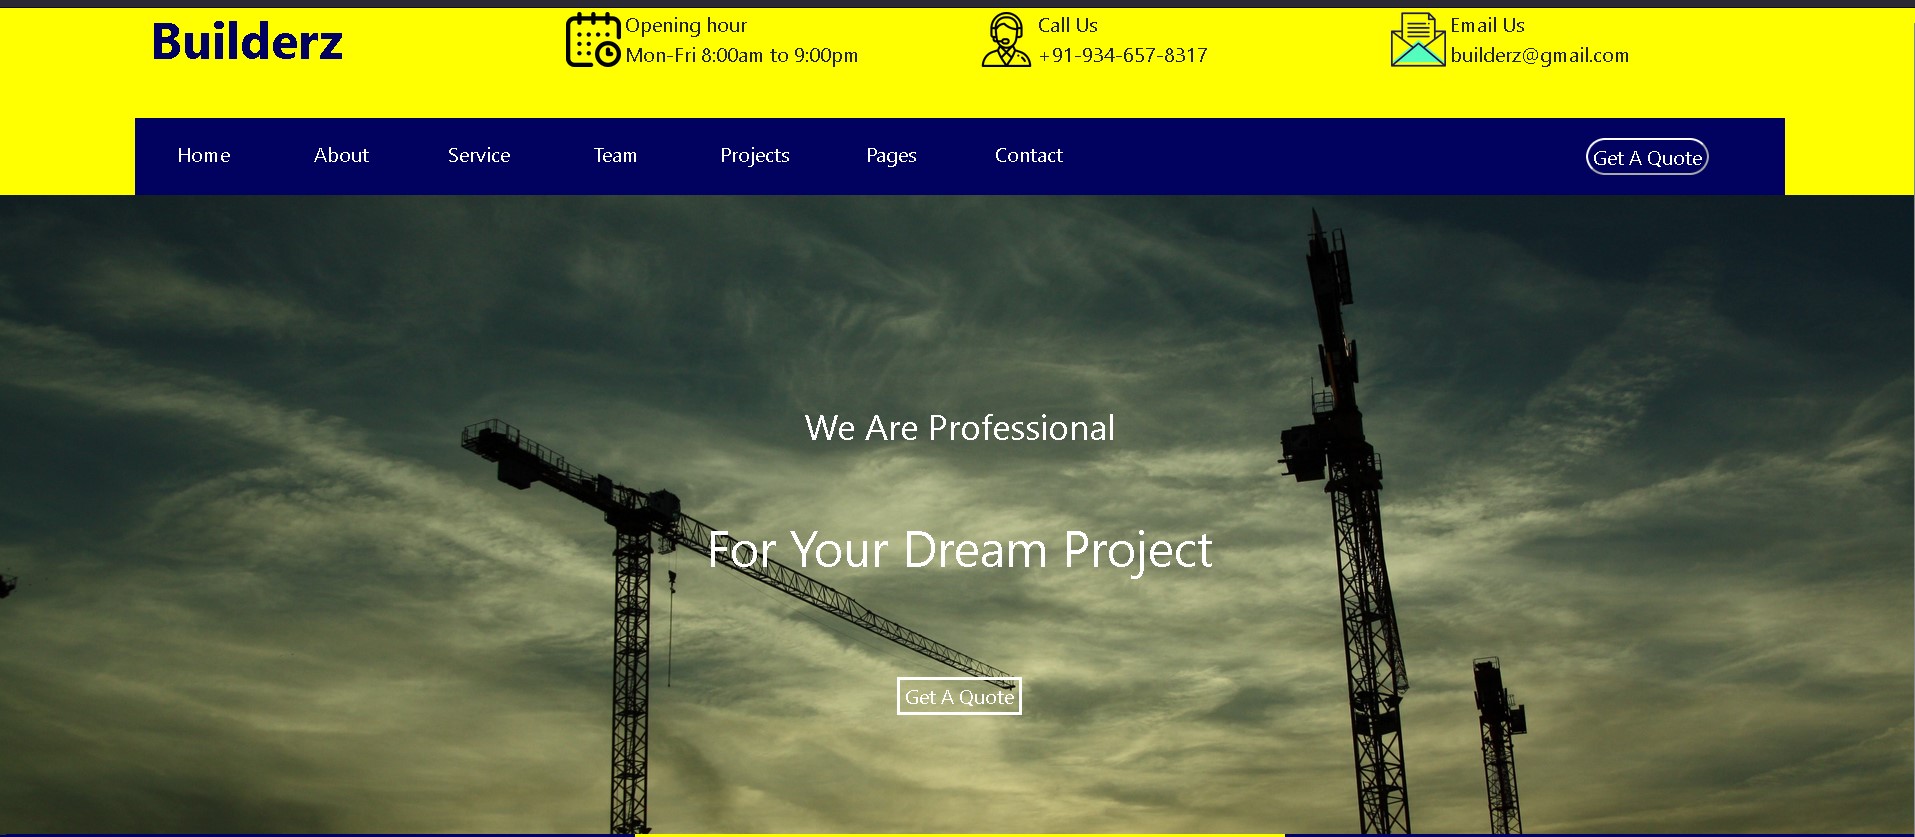 Builderz
Opening hour
Mon-Fri 8:00am to 9:00pm
Call Us
+91-934-657-8317
Email Us
builderz@gmail.com
Home About Service Team Projects Pages Contact Get A Quote
We Are Professional
For Your Dream Project
Get A Quote